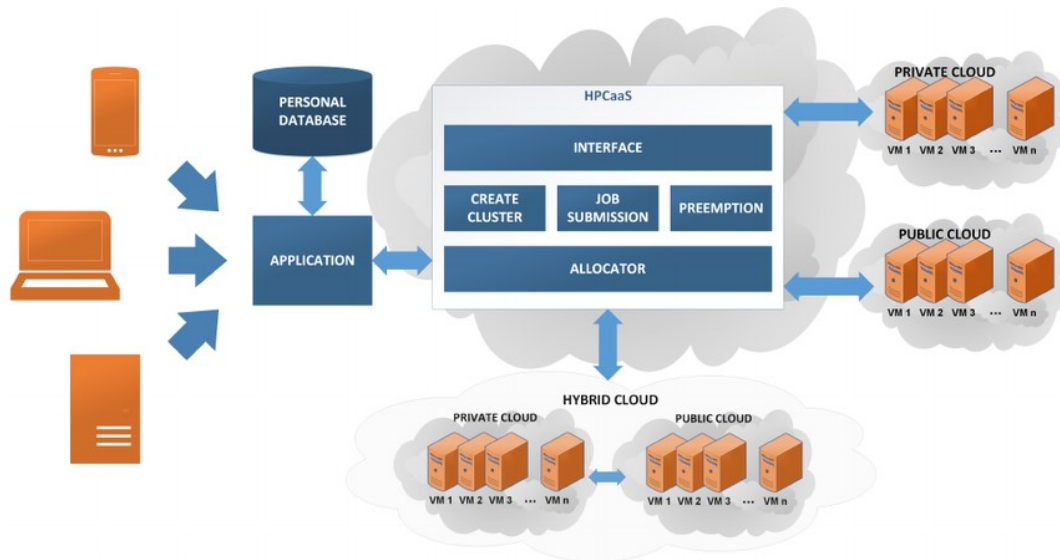 PERSONAL
DATABASE
APPLICATION
HPCaaS
INTERFACE
CREATE
CLUSTER
JOB
SUBMISSION
PREEMPTION
ALLOCATOR
PRIVATE CLOUD
VM 1 VM 2 VM 3 ... VM n
PUBLIC CLOUD
VM 1 VM 2 VM 3 ... VM n
HYBRID CLOUD
PRIVATE CLOUD
VM 1 VM 2 VM 3 ... VM n
PUBLIC CLOUD
VM 1 VM 2 VM 3 ... VM n